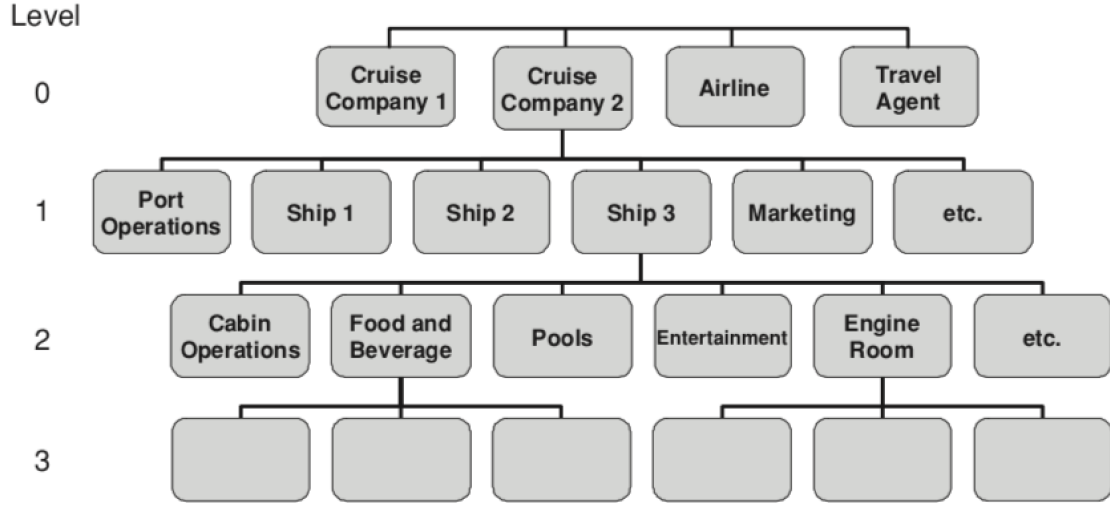 Level
0
Cruise
Company 1
Cruise
Company 2
Airline
Travel
Agent
1
Port
Operations
Ship 1
Ship 2
Ship 3
Marketing
etc.
2
Cabin
Operations
Food and
Beverage
Pools
Entertainment
Engine
Room
etc.
3